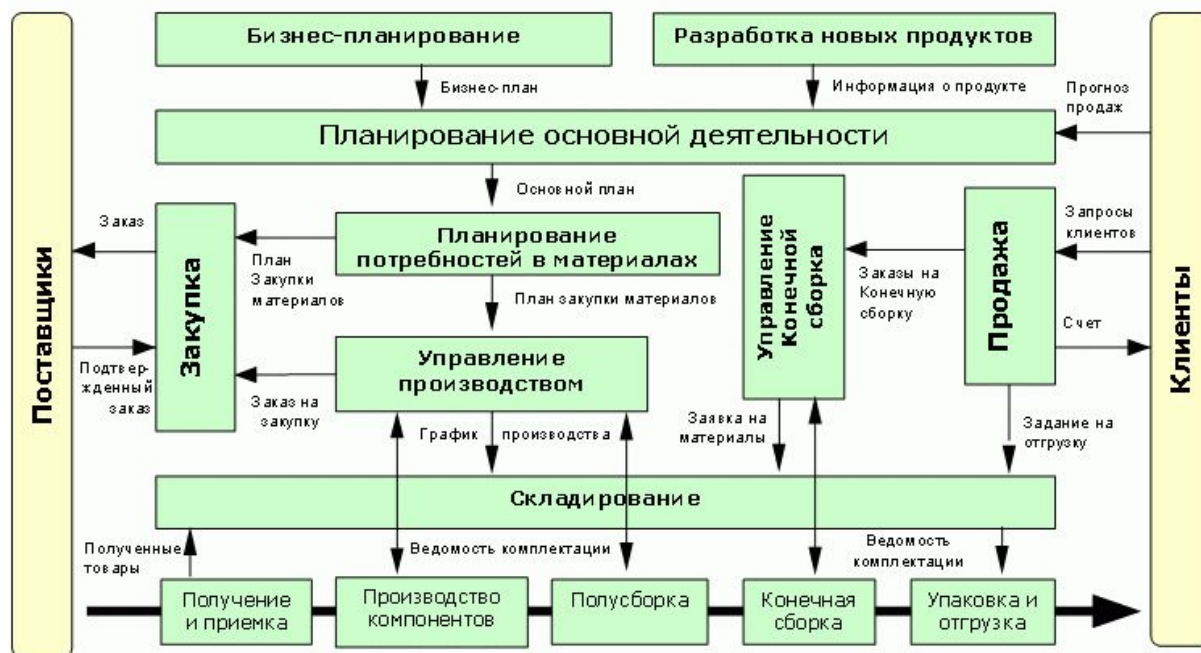 Поставщики
Бизнес-планирование
Разработка новых продуктов
Бизнес-план
Информация о продукте
Прогноз
продаж
Планирование основной деятельности
Основной план
Заказ
Закупка
План
Закупки
материалов
Планирование
потребностей в материалах
Управление
Конечной
сборка
Заказы на
Конечную
сборку
Продажа
Запросы
клиентов
Клиенты
План закупки материалов
Счет
Подтвер-
жденный
заказ
Управление
производством
Заказ на
закупку
График производства
Заявка на
материалы
Задание на
отгрузку
Складирование
Полученные
товары
Ведомость комплектации
Ведомость
комплектации
Получение
и приемка
Производство
компонентов
Полусборка
Конечная
сборка
Упаковка и
отгрузка